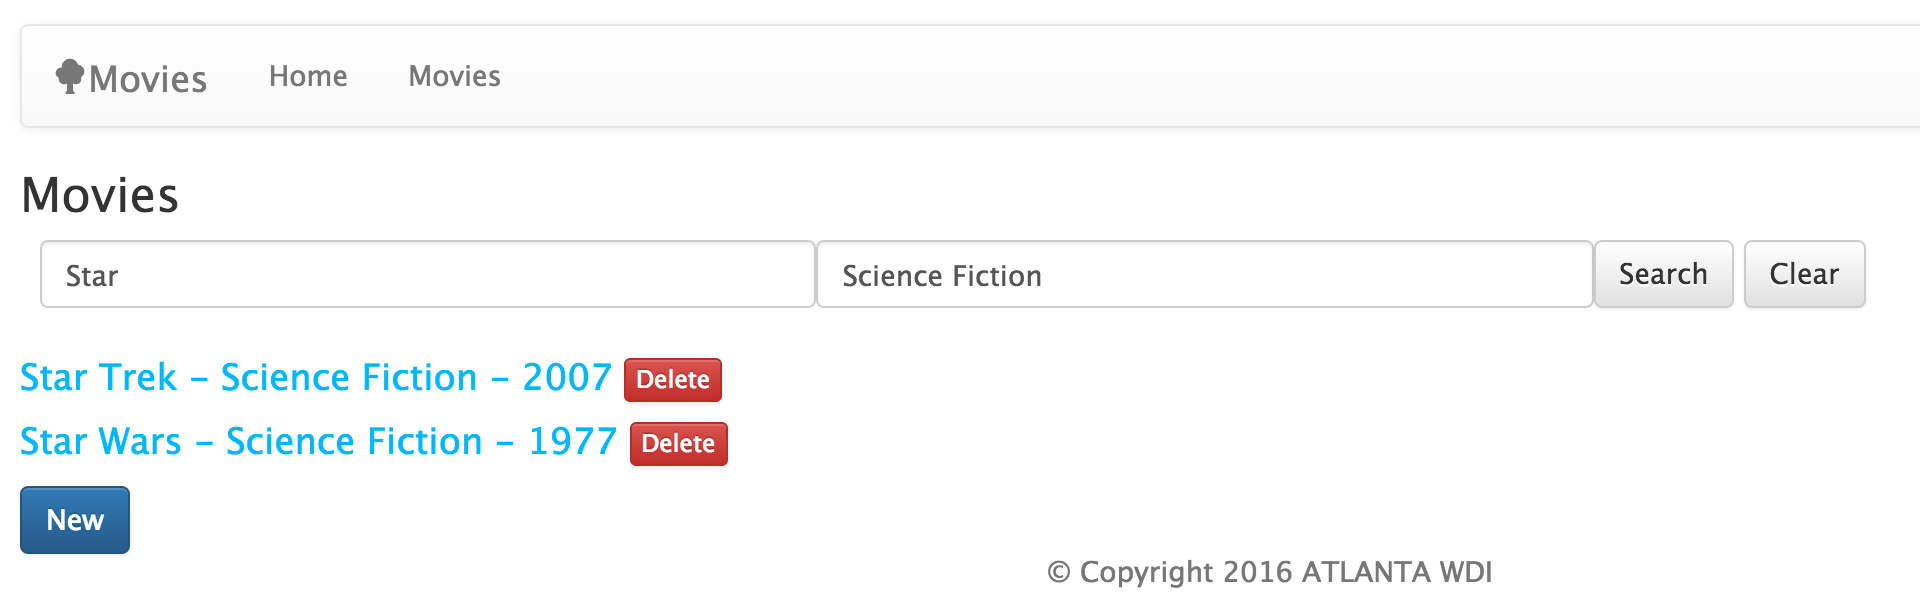 Movies Home Movies
Movies
Star Science Fiction Search Clear
Star Trek – Science Fiction – 2007 Delete
Star Wars – Science Fiction – 1977 Delete
New
© Copyright 2016 ATLANTA WDI